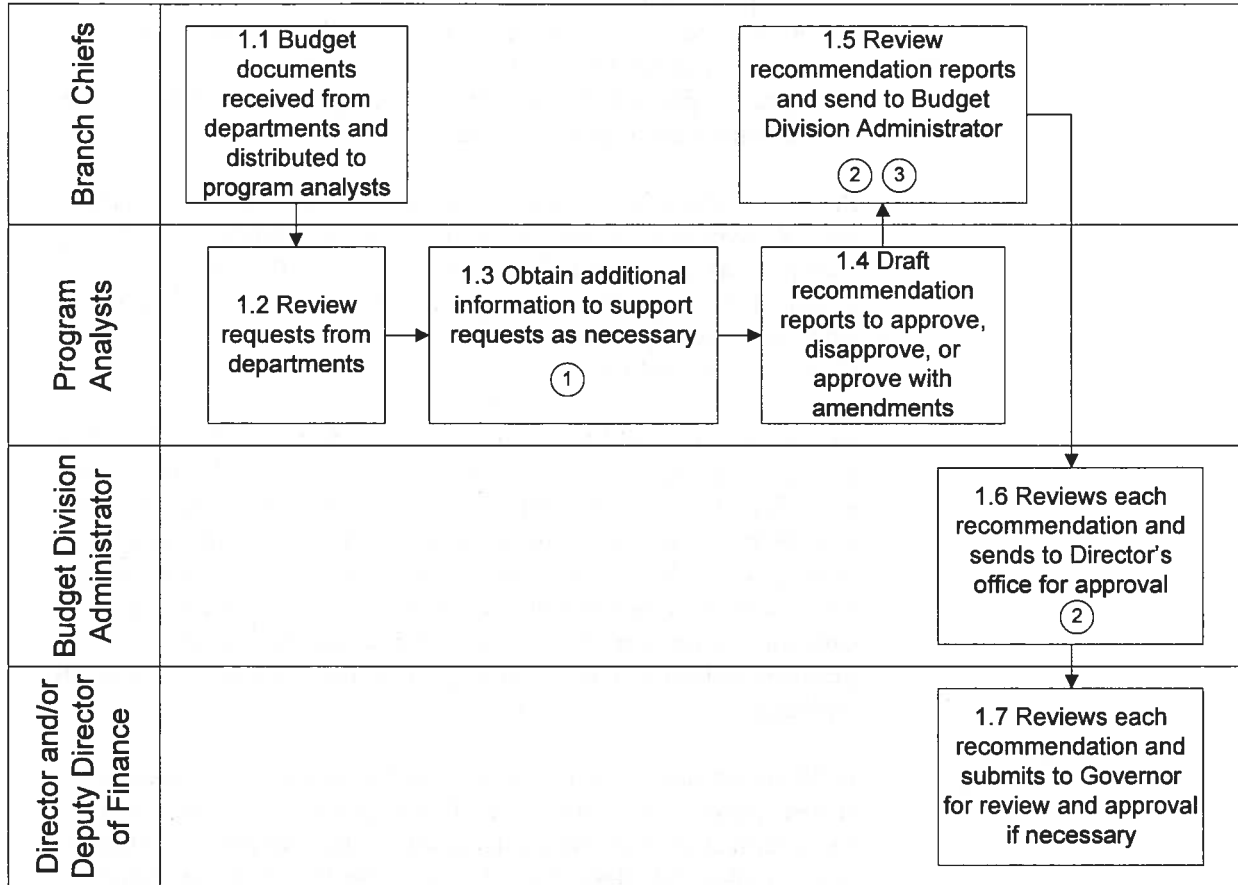 Branch Chiefs
1.1 Budget
documents
received from
departments and
distributed to
program analysts
1.5 Review
recommendation reports
and send to Budget
Division Administrator
2 3
Program
Analysts
1.2 Review
requests from
departments
1.3 Obtain additional
information to support
requests as necessary
1
1.4 Draft
recommendation
reports to approve,
disapprove, or
approve with
amendments
Budget Division
Administrator
1.6 Reviews each
recommendation and
sends to Director's
office for approval
2
Director and/or
Deputy Director
of Finance
1.7 Reviews each
recommendation and
submits to Governor
for review and approval
if necessary